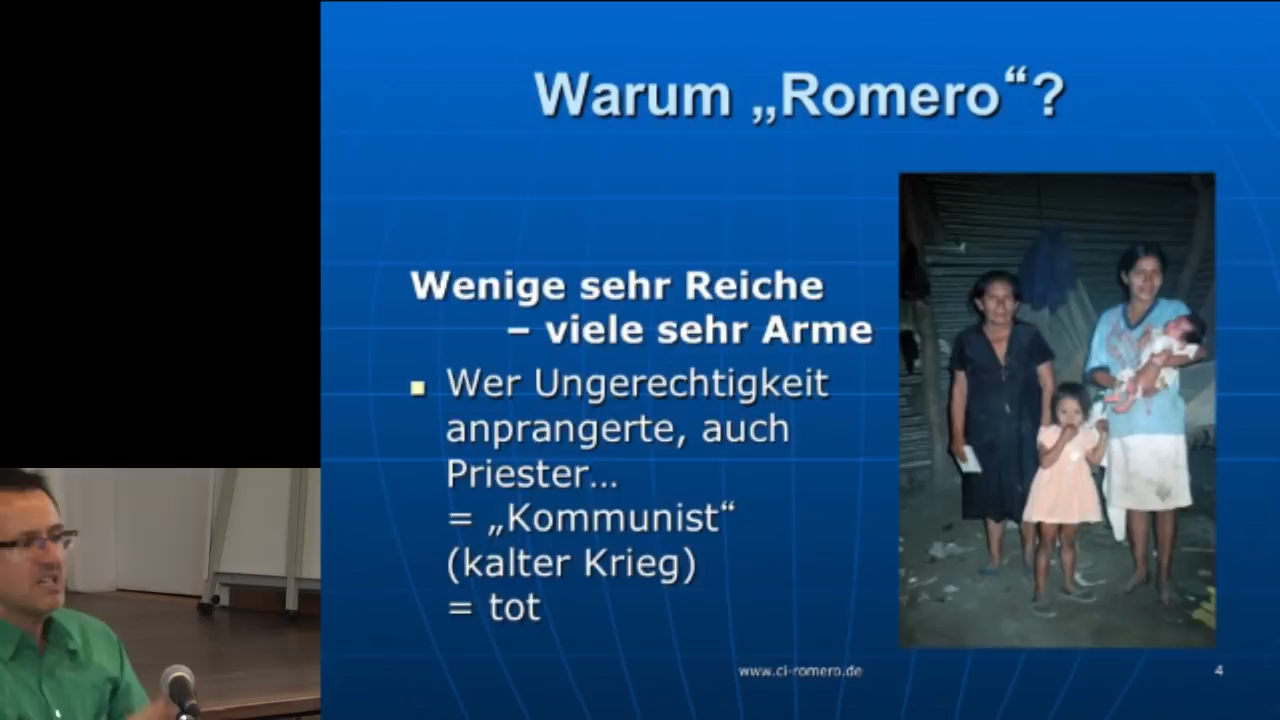 Warum „Romero“?
Wenige sehr Reiche
– viele sehr Arme
Wer Ungerechtigkeit
anprangerte, auch
Priester...
= „Kommunist“
(kalter Krieg)
= tot
www.ci-romero.de
4